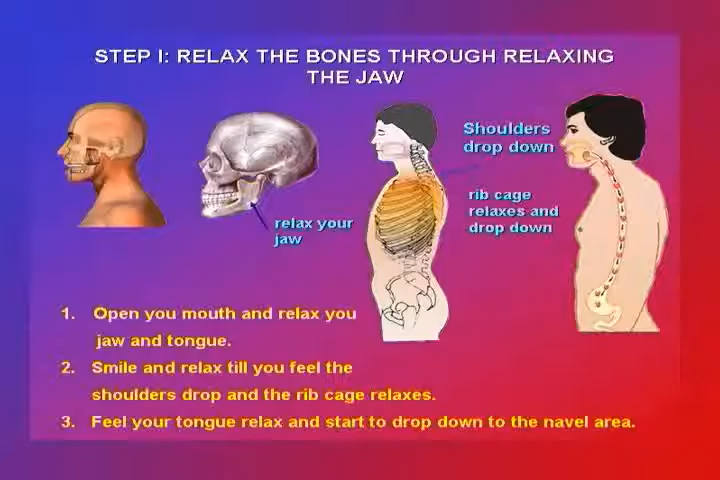 STEP I: RELAX THE BONES THROUGH RELAXING
THE JAW
Shoulders
drop down
rib cage
relaxes and
drop down
relax your
jaw
1. Open you mouth and relax you
jaw and tongue.
2. Smile and relax till you feel the
shoulders drop and the rib cage relaxes.
3. Feel your tongue relax and start to drop down to the navel area.